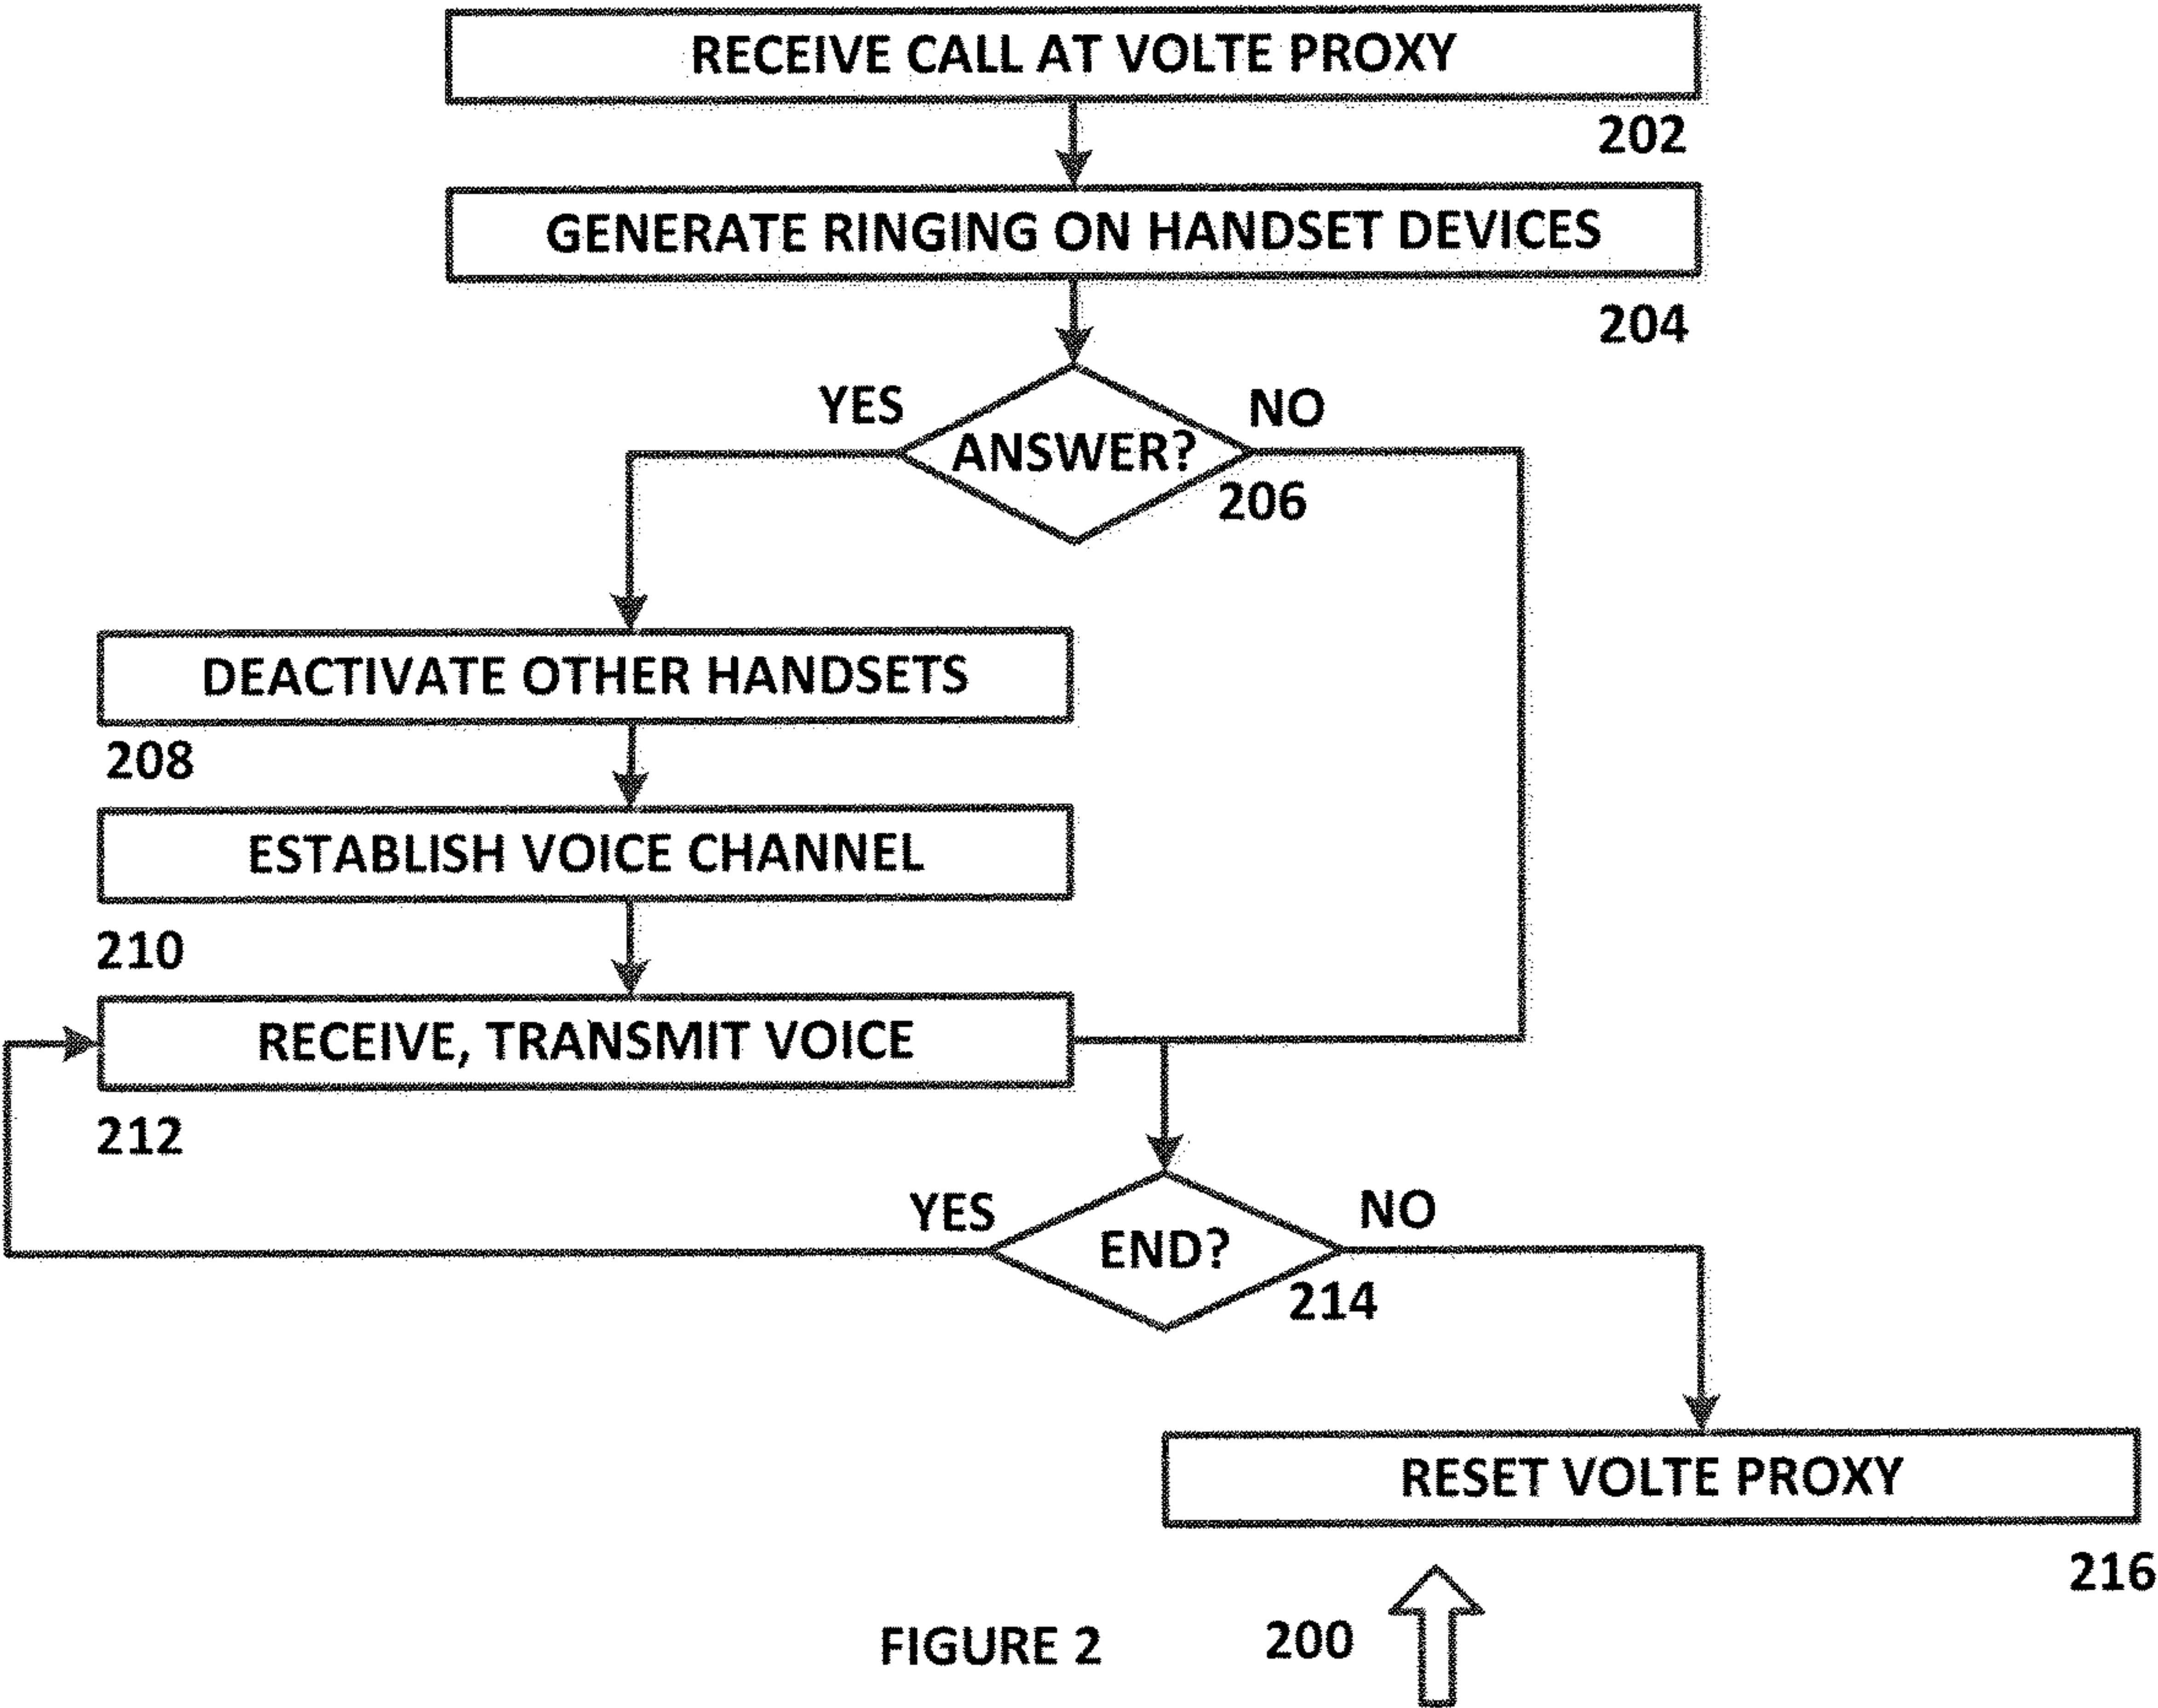 RECEIVE CALL AT VOLTE PROXY
202
GENERATE RINGING ON HANDSET DEVICES
204
YES
NO
ANSWER?
206
DEACTIVATE OTHER HANDSETS
208
ESTABLISH VOICE CHANNEL
210
RECEIVE, TRANSMIT VOICE
212
YES
NO
END?
214
RESET VOLTE PROXY
216
FIGURE 2
200